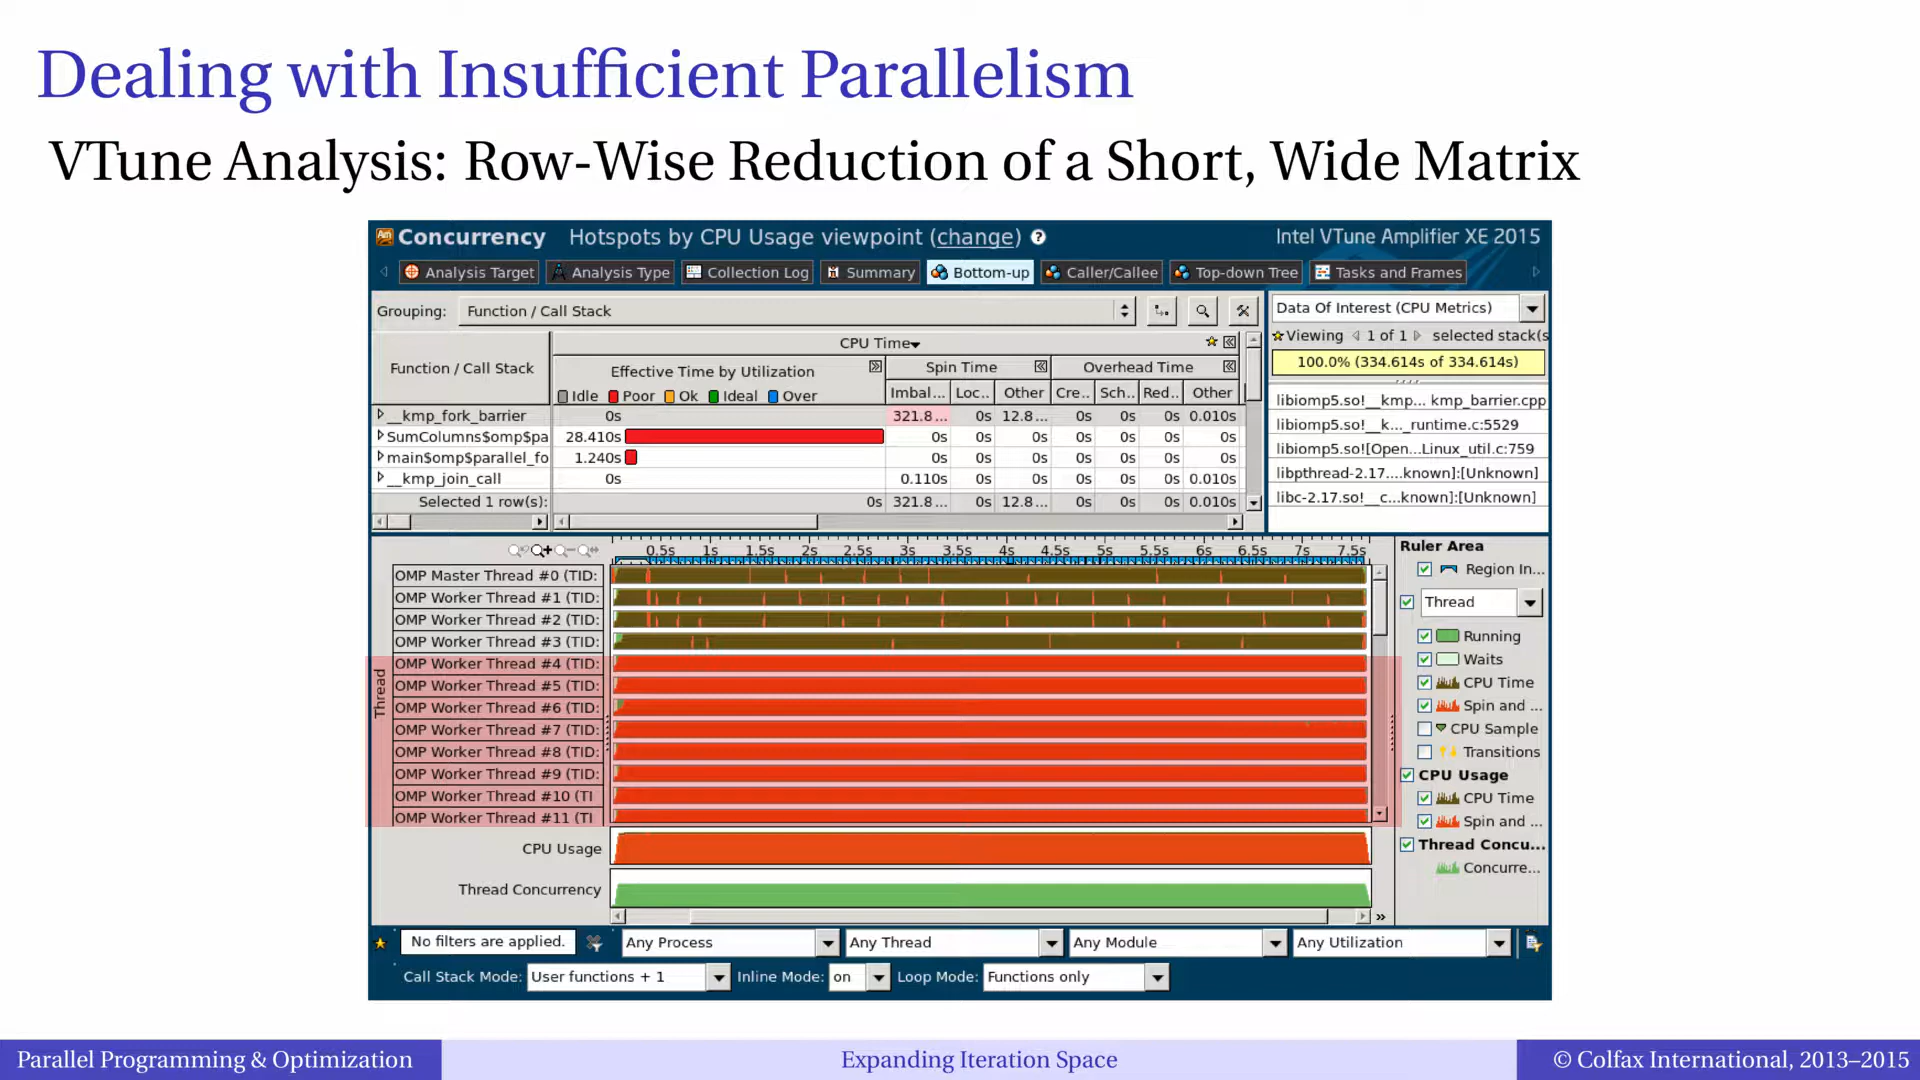 Dealing with Insufficient Parallelism
VTune Analysis: Row-Wise Reduction of a Short, Wide Matrix
Concurrency Hotspots by CPU Usage viewpoint (change) ? Intel VTune Amplifier XE 2015
Analysis Target Analysis Type Collection Log Summary Bottom-up Caller/Callee Top-down Tree Tasks and Frames
Grouping: Function / Call Stack
Data Of Interest (CPU Metrics)
Viewing 1 of 1 selected stack(s
100.0% (334.614s of 334.614s)
Function / Call Stack
CPU Time
Effective Time by Utilization Spin Time Overhead Time
Idle Poor Ok Ideal Over Imbal... Loc.. Other Cre.. Sch.. Red.. Other
__kmp_fork_barrier 0s 321.8... 0s 12.8... 0s 0s 0s 0.010s
SumColumns$omp$pa 28.410s 0s 0s 0s 0s 0s 0s 0s
main$omp$parallel_fo 1.240s 0s 0s 0s 0s 0s 0s 0s
__kmp_join_call 0s 0.110s 0s 0s 0s 0s 0s 0.010s
Selected 1 row(s): 0s 321.8... 0s 12.8... 0s 0s 0s 0.010s
libiomp5.so!__kmp... kmp_barrier.cpp
libiomp5.so!__k..._runtime.c:5529
libiomp5.so![Open...Linux_util.c:759
libpthread-2.17....known]:[Unknown]
libc-2.17.so!__c...known]:[Unknown]
0.5s 1s 1.5s 2s 2.5s 3s 3.5s 4s 4.5s 5s 5.5s 6s 6.5s 7s 7.5s
Thread
OMP Master Thread #0 (TID:
OMP Worker Thread #1 (TID:
OMP Worker Thread #2 (TID:
OMP Worker Thread #3 (TID:
OMP Worker Thread #4 (TID:
OMP Worker Thread #5 (TID:
OMP Worker Thread #6 (TID:
OMP Worker Thread #7 (TID:
OMP Worker Thread #8 (TID:
OMP Worker Thread #9 (TID:
OMP Worker Thread #10 (TI
OMP Worker Thread #11 (TI
CPU Usage
Thread Concurrency
Ruler Area
Region In...
Thread
Running
Waits
CPU Time
Spin and ...
CPU Sample
Transitions
CPU Usage
CPU Time
Spin and ...
Thread Concu...
Concurre...
No filters are applied. Any Process Any Thread Any Module Any Utilization
Call Stack Mode: User functions + 1 Inline Mode: on Loop Mode: Functions only
Parallel Programming & Optimization Expanding Iteration Space © Colfax International, 2013–2015